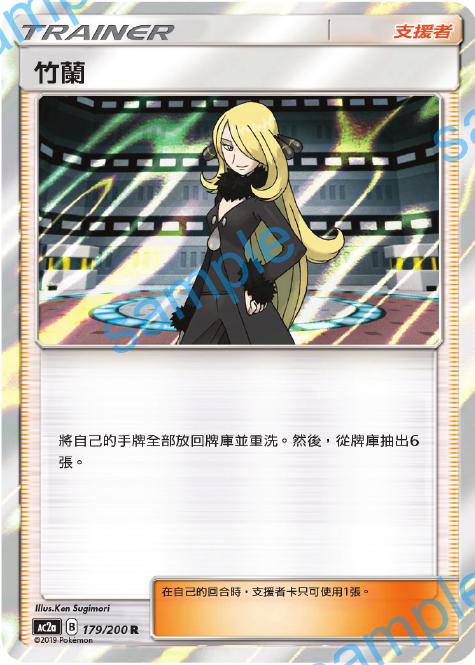 TRAINER
支援者
竹蘭
sample
sample
sample
sample
sample
將自己的手牌全部放回牌庫並重洗。然後，從牌庫抽出6
張。
在自己的回合時，支援者卡只可使用1張。
Illus.Ken Sugimori
AC2a B 179/200 R
©2019 Pokémon